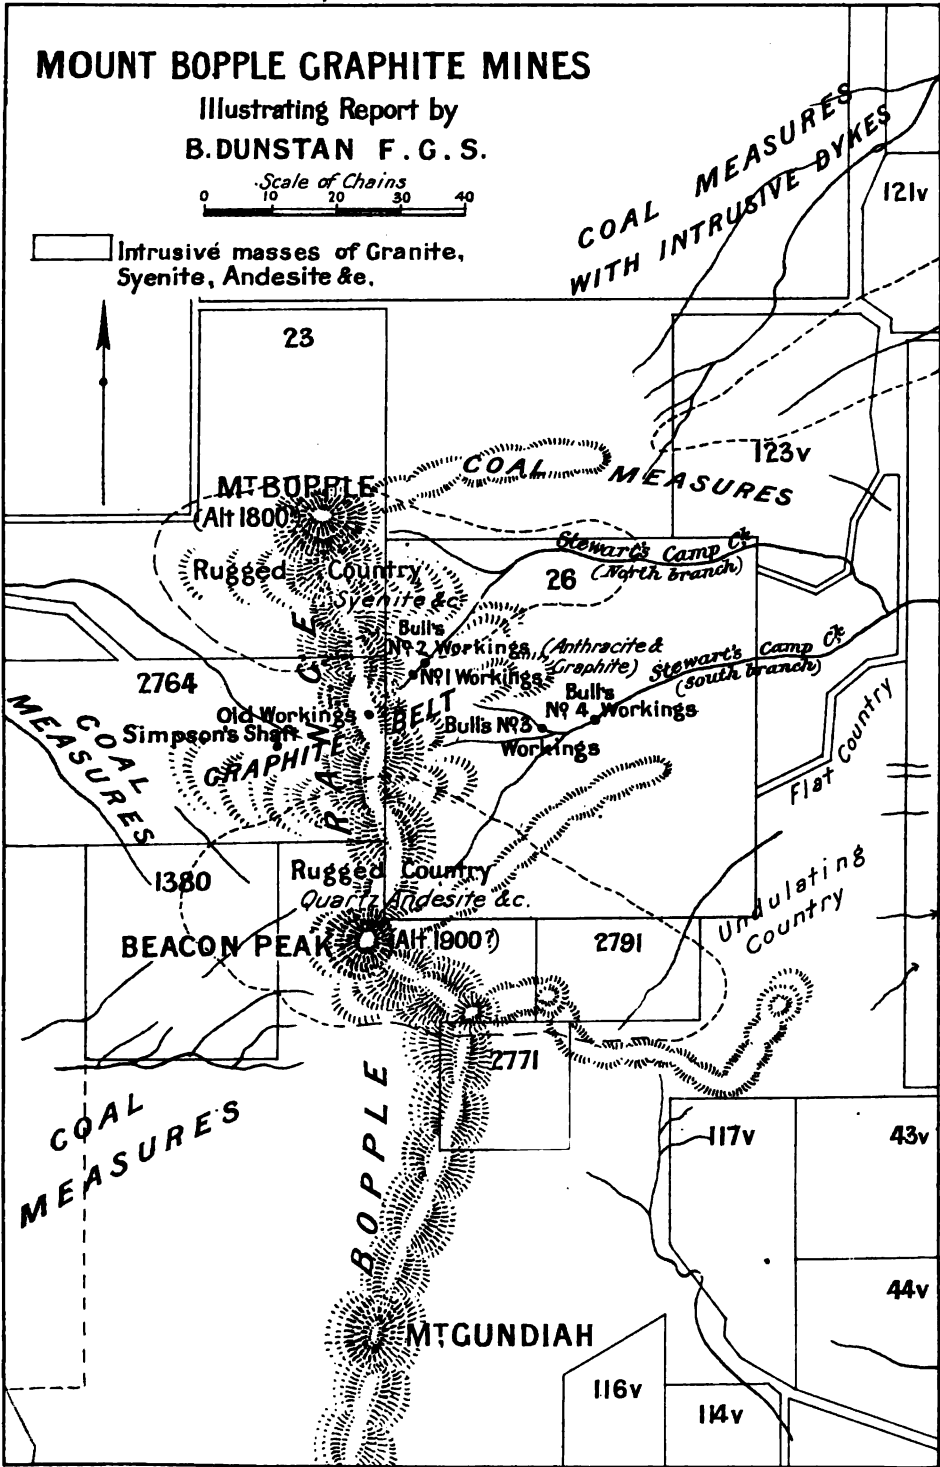 MOUNT BOPPLE GRAPHITE MINES
Illustrating Report by
B. DUNSTAN F.G.S.
Scale of Chains
0 10 20 30 40
Intrusive masses of Granite,
Syenite, Andesite &c.
COAL MEASURES
WITH INTRUSIVE DYKES
121v
23
123v
COAL MEASURES
MT BOPPLE
(Alt 1800
Stewart's Camp Ck
(North branch)
Rugged Country
Syenite &c
26
Bull's
No 2 Workings
(Anthracite &
Graphite)
No 1 Workings
Stewart's Camp Ck
(south branch)
2764
Bull's
No 4 Workings
Old Workings
Simpson's Shaft
Bull's No 3
Workings
GRAPHITE BELT
COAL
MEASURES
Flat Country
1380
Rugged Country
Quartz Andesite &c.
Undulating
Country
BEACON PEAK
(Alt 1900?)
2791
2771
BOPPLE RANGE
COAL
MEASURES
117v
43v
44v
MT GUNDIAH
116v
114v